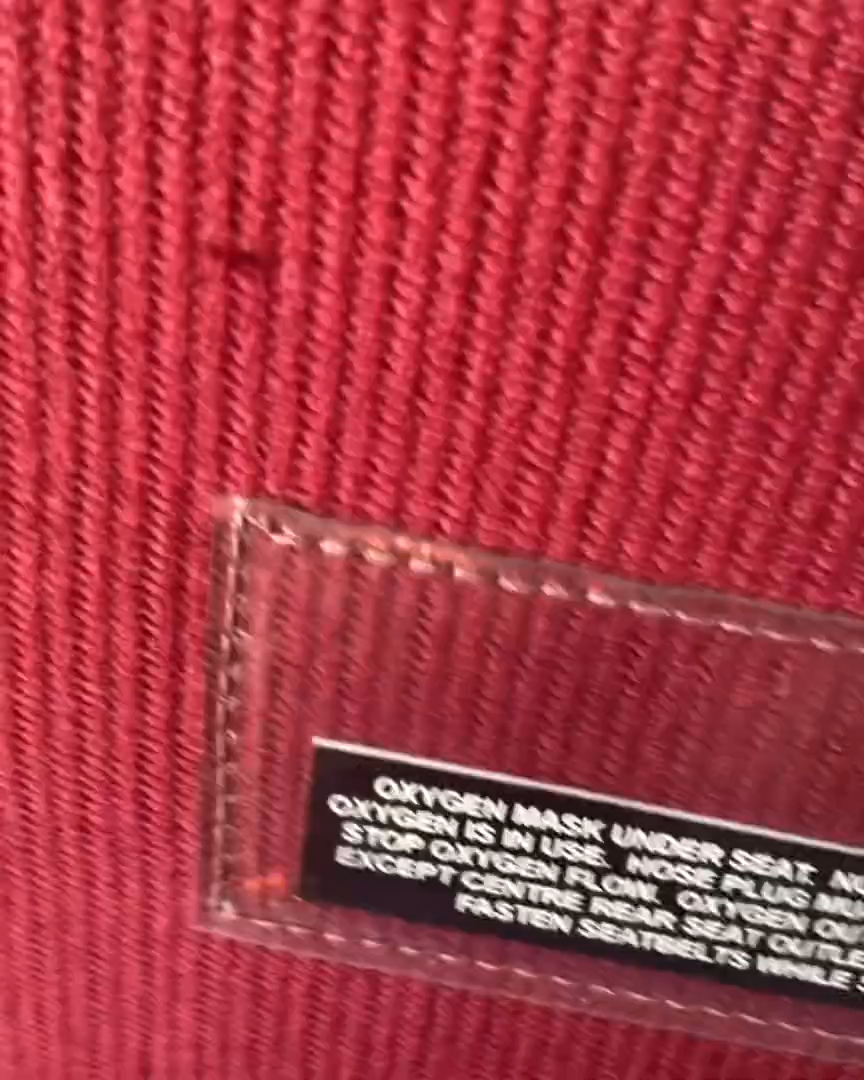 OXYGEN MASK UNDER SEAT.
OXYGEN IS IN USE. NOSE PLUG
STOP OXYGEN FLOW. OXYGEN
EXCEPT CENTRE REAR SEAT
FASTEN SEATBELTS WHILE